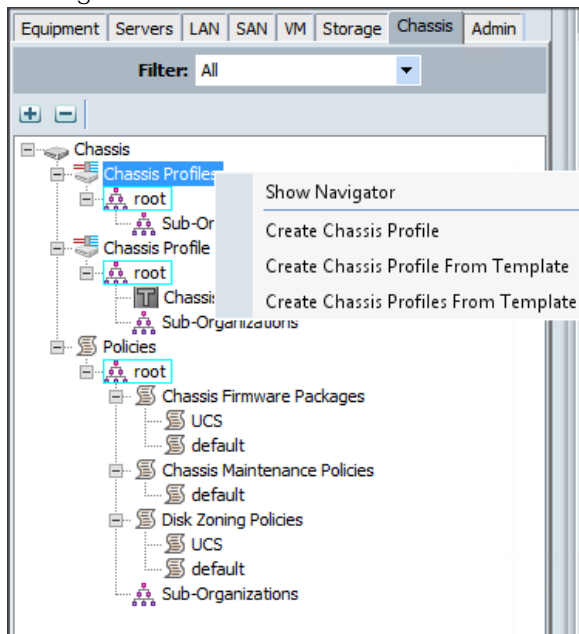 Equipment Servers LAN SAN VM Storage Chassis Admin
Filter: All
Chassis
Chassis Profiles
root
Show Navigator
Sub-Or
Create Chassis Profile
Chassis Profile
root
Create Chassis Profile From Template
Chassis
Create Chassis Profiles From Template
Sub-Organizations
Policies
root
Chassis Firmware Packages
UCS
default
Chassis Maintenance Policies
default
Disk Zoning Policies
UCS
default
Sub-Organizations